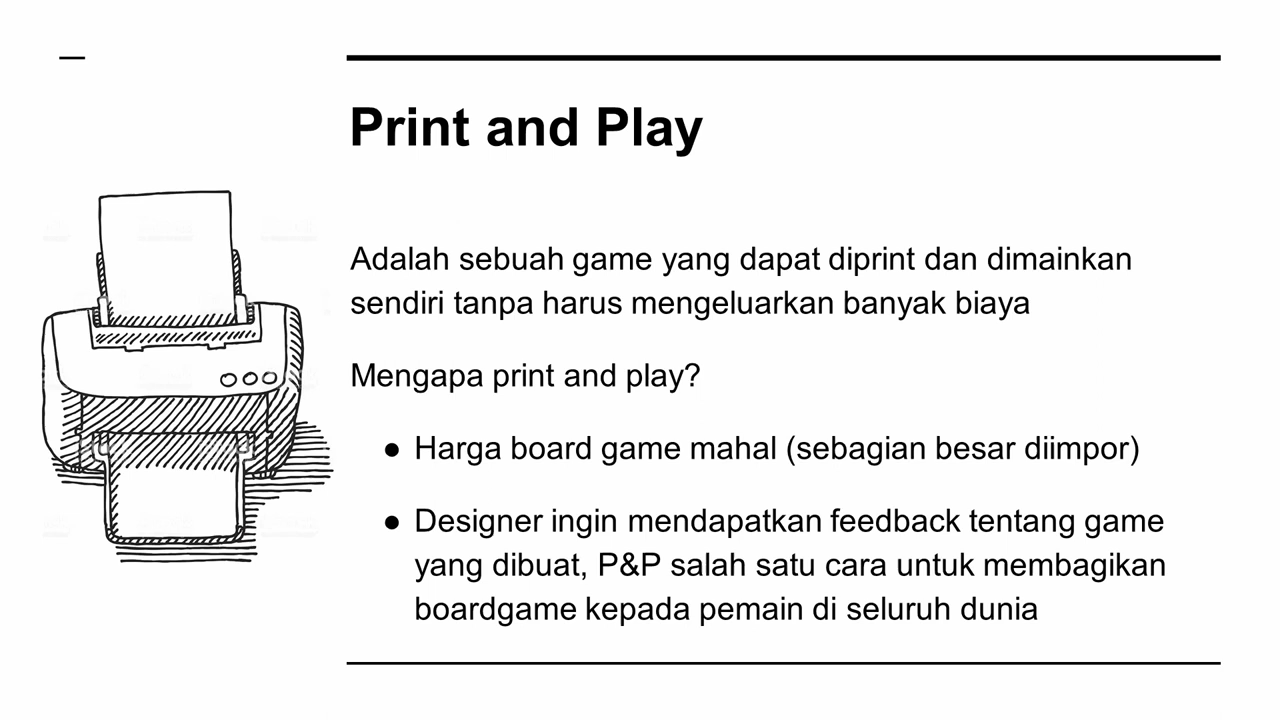 Print and Play
Adalah sebuah game yang dapat diprint dan dimainkan
sendiri tanpa harus mengeluarkan banyak biaya
Mengapa print and play?
● Harga board game mahal (sebagian besar diimpor)
● Designer ingin mendapatkan feedback tentang game
yang dibuat, P&P salah satu cara untuk membagikan
boardgame kepada pemain di seluruh dunia